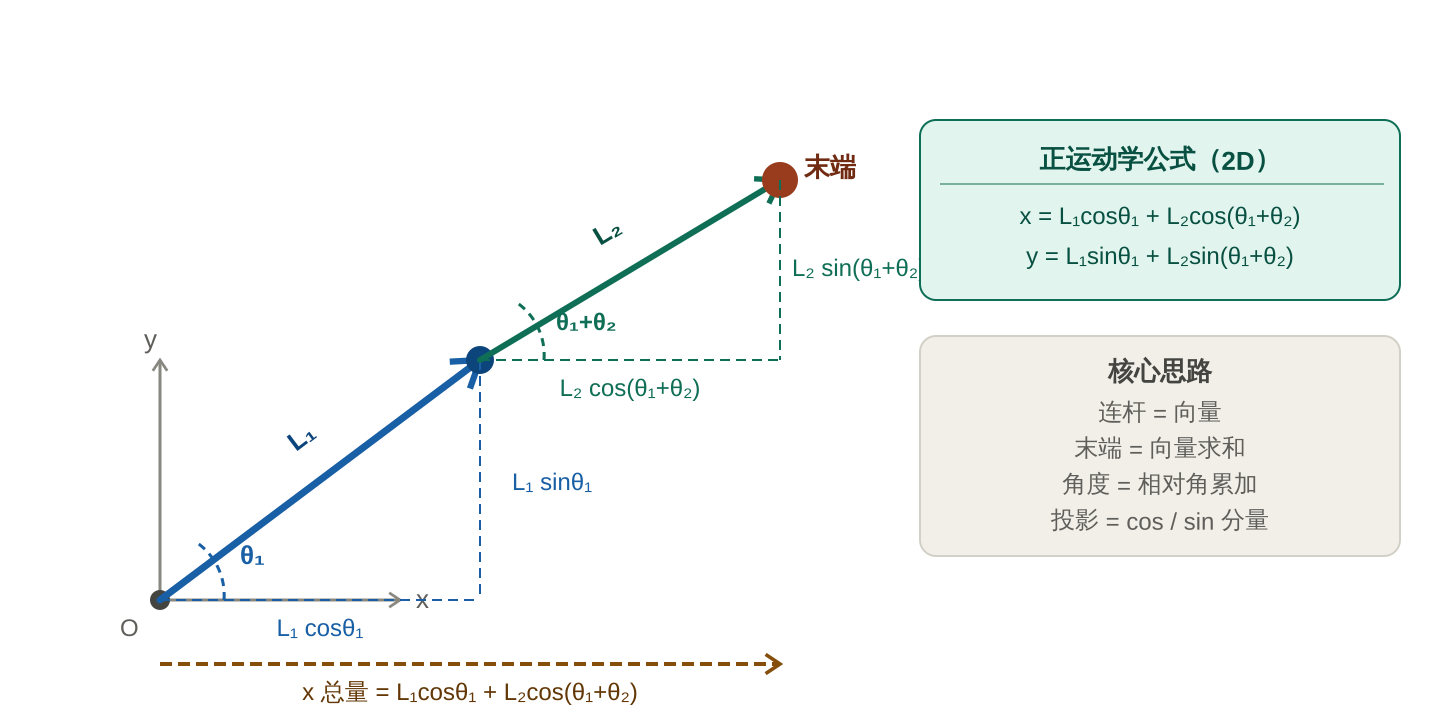 末端
正运动学公式（2D）
x = L₁cosθ₁ + L₂cos(θ₁+θ₂)
y = L₁sinθ₁ + L₂sin(θ₁+θ₂)
L₂
L₂ sin(θ₁+θ₂
θ₁+θ₂
L₂ cos(θ₁+θ₂)
y
L₁
L₁ sinθ₁
θ₁
x
O
L₁ cosθ₁
x 总量 = L₁cosθ₁ + L₂cos(θ₁+θ₂)
核心思路
连杆 = 向量
末端 = 向量求和
角度 = 相对角累加
投影 = cos / sin 分量